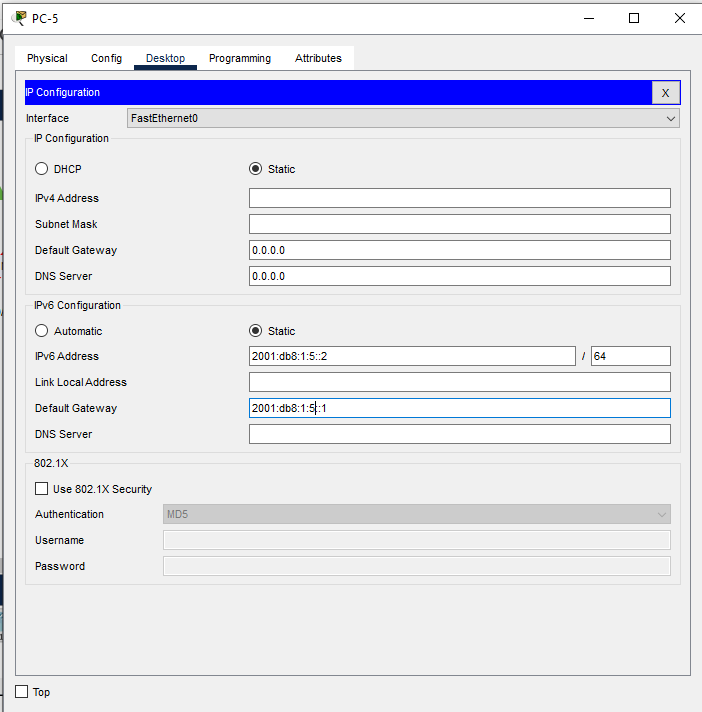 PC-5
Physical Config Desktop Programming Attributes
IP Configuration X
Interface FastEthernet0
IP Configuration
DHCP Static
IPv4 Address
Subnet Mask
Default Gateway 0.0.0.0
DNS Server 0.0.0.0
IPv6 Configuration
Automatic Static
IPv6 Address 2001:db8:1:5::2 / 64
Link Local Address
Default Gateway 2001:db8:1:5::1
DNS Server
802.1X
Use 802.1X Security
Authentication MD5
Username
Password
Top